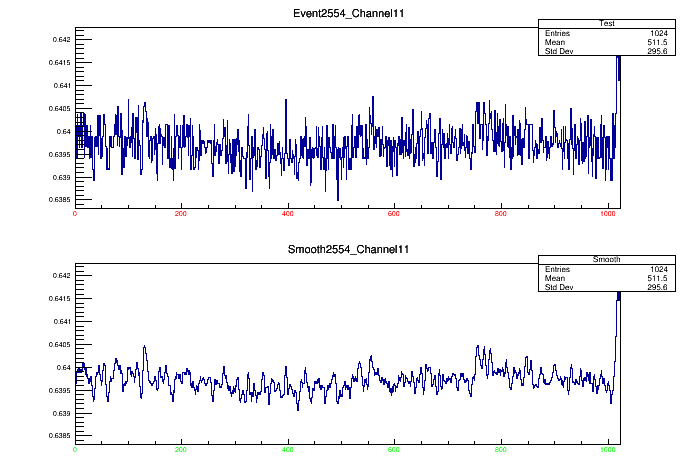 Event2554_Channel11
Test
Entries 1024
Mean 511.5
Std Dev 295.6
0.642
0.6415
0.641
0.6405
0.64
0.6395
0.639
0.6385
0 200 400 600 800 1000
Smooth2554_Channel11
Smooth
Entries 1024
Mean 511.5
Std Dev 295.6
0.642
0.6415
0.641
0.6405
0.64
0.6395
0.639
0.6385
0 200 400 600 800 1000